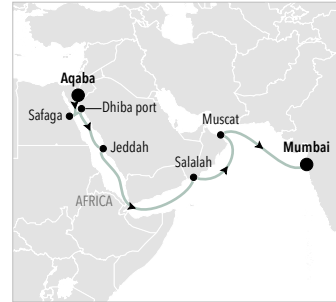 Aqaba
Dhiba port
Safaga
Muscat
Jeddah
Mumbai
Salalah
AFRICA